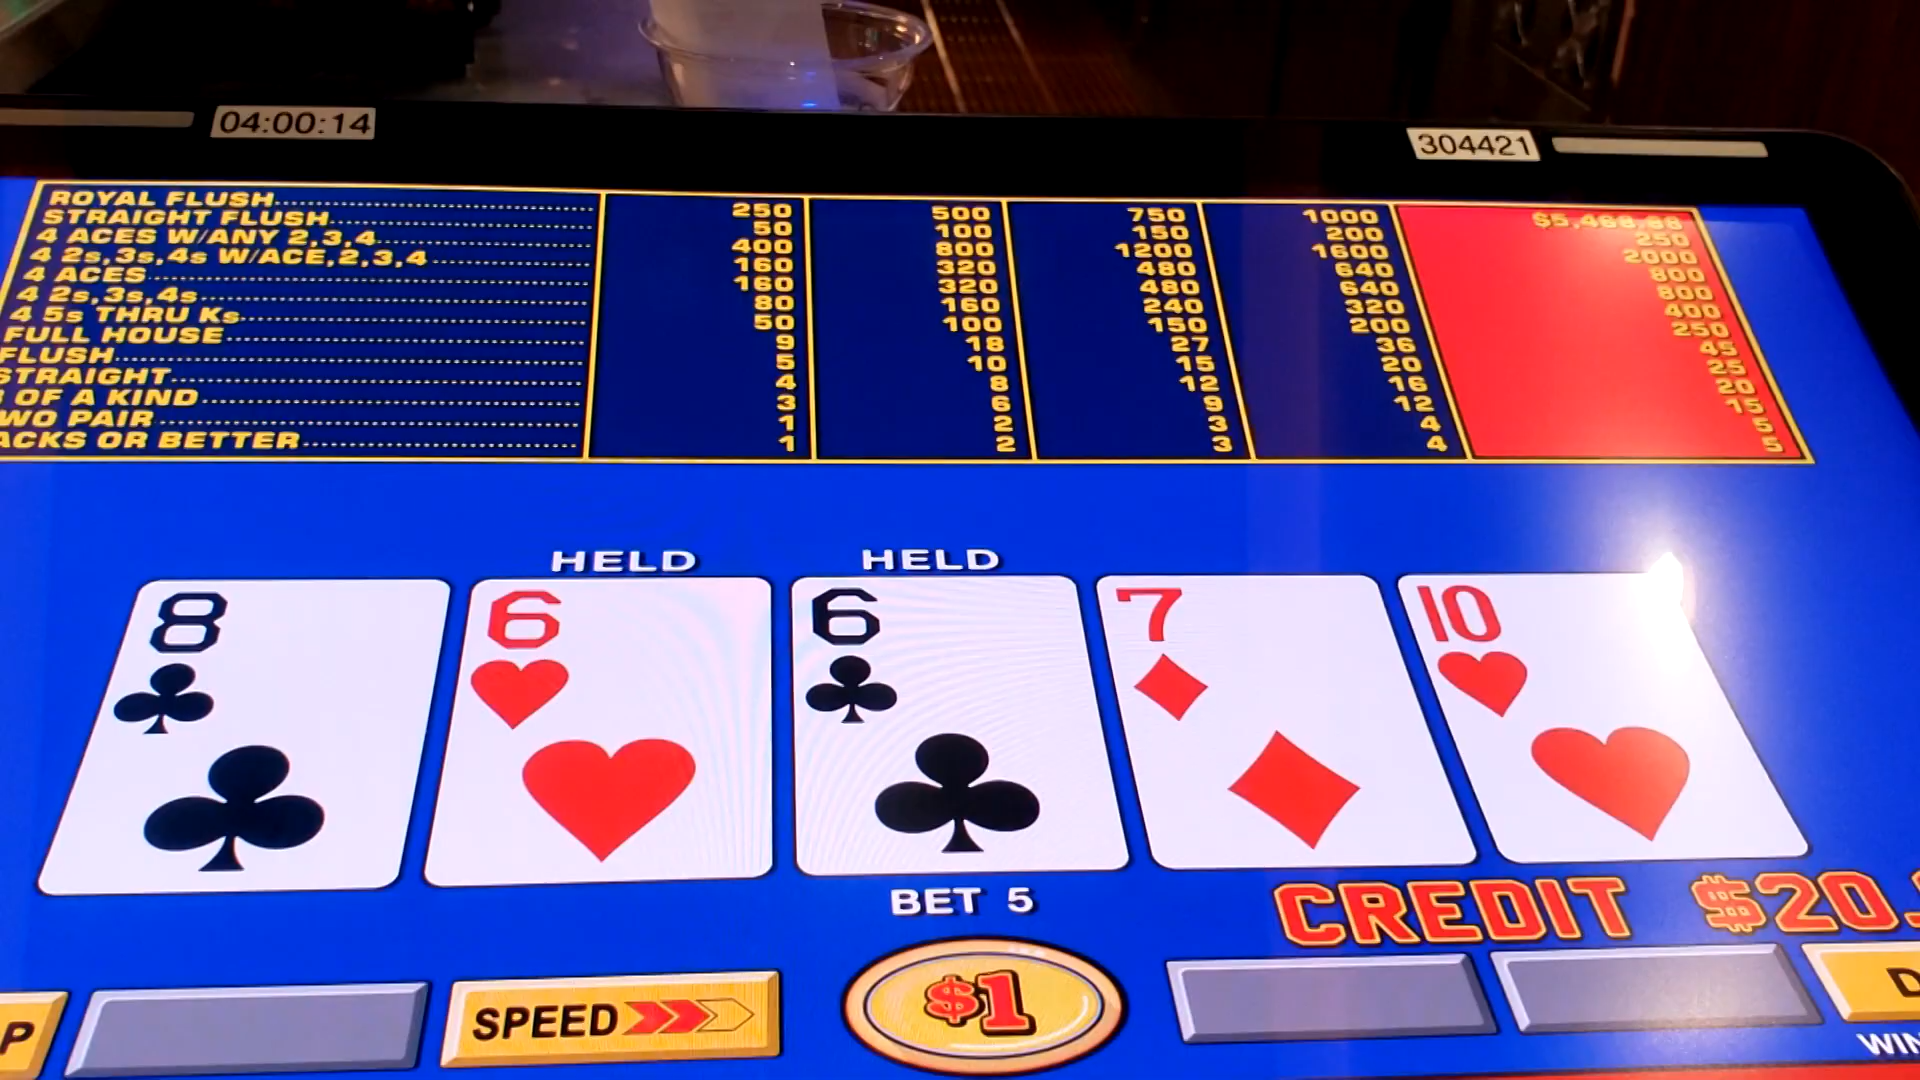 04:00:14
304421
ROYAL FLUSH 250 500 750 1000
STRAIGHT FLUSH 50 100 150 200 250
4 ACES W/ANY 2,3,4 400 800 1200 1600 2000
4 2s,3s,4s W/ACE,2,3,4 160 320 480 640 800
4 ACES 160 320 480 640 800
4 2s,3s,4s 80 160 240 320 400
4 5s THRU Ks 50 100 150 200 250
FULL HOUSE 9 18 27 36 45
FLUSH 5 10 15 20 25
STRAIGHT 4 8 12 16 20
OF A KIND 3 6 9 12 15
WO PAIR 1 2 3 4 5
ACKS OR BETTER 1 2 3 4 5
HELD HELD
8 6 6 7 10
BET 5
CREDIT $20.
P SPEED $1 D
WIN